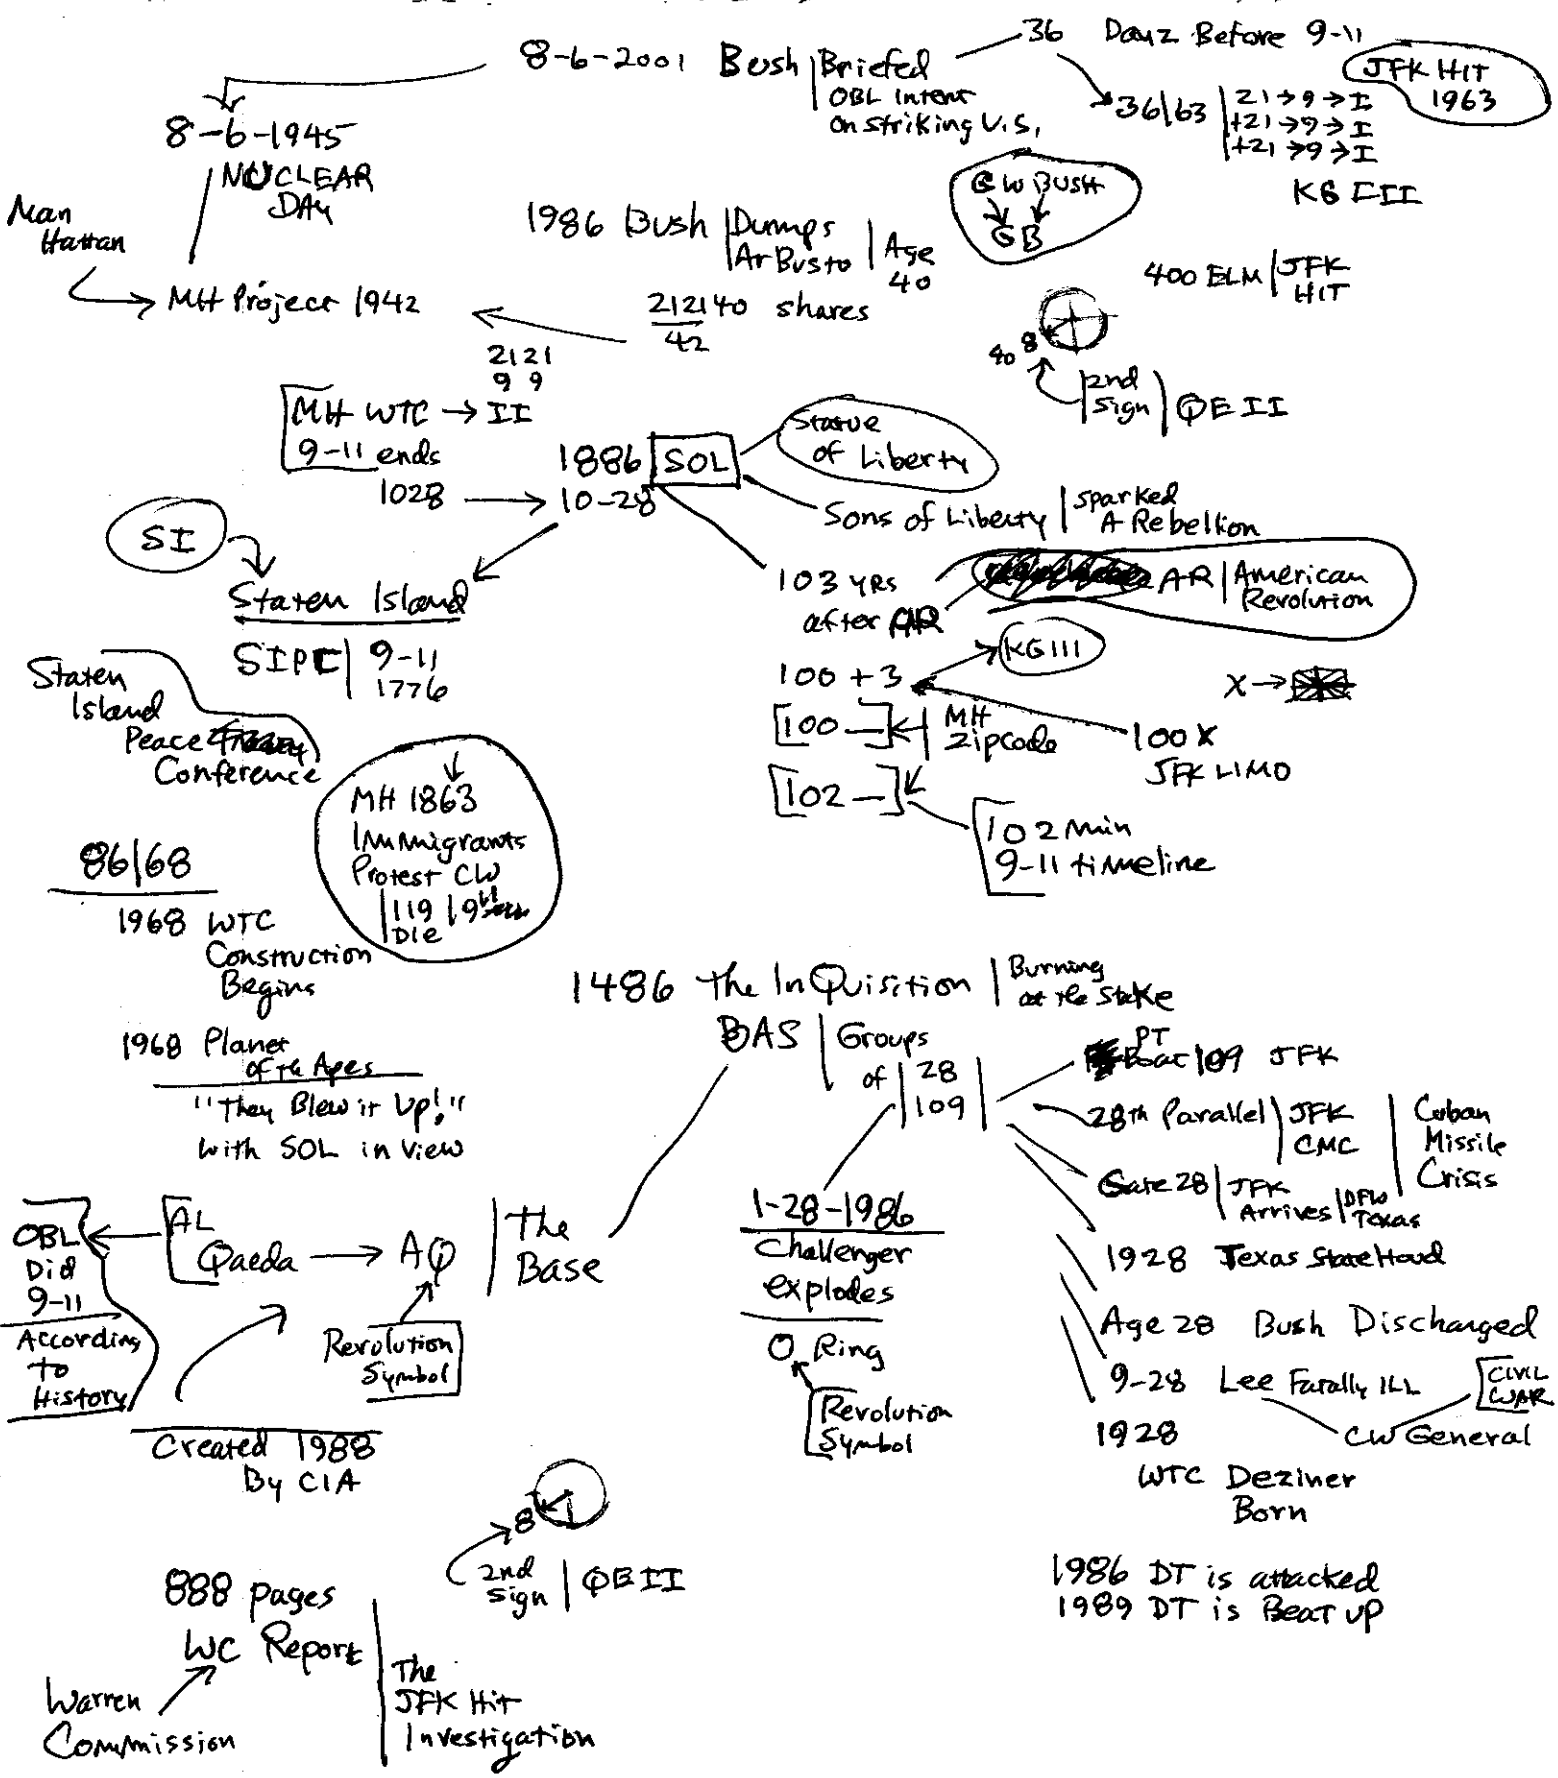 8-6-2001 Bush | Briefed
OBL Intent
On Striking U.S.
36 Dayz Before 9-11
JFK HIT
1963
36|63
21→9→I
+21→9→I
+21→9→I
KG III
8-6-1945
NUCLEAR
DAY
Man
Hattan
MH Project 1942
1986 Bush | Dumps
ArBusto
Age
40
212140 shares
42
G W BUSH
GB
400 ELM | JFK
HIT
40 8
2nd
Sign | QE II
2121
9 9
MH WTC → II
9-11 ends
1028 → 10-28
1886 | SOL
Statue
of Liberty
Sons of Liberty | sparked
A Rebellion
SI
Staten Island
SIPC | 9-11
1776
Staten
Island
Peace
Conference
103 yrs
after AR
AR | American
Revolution
100 + 3
KG III
X →
[100 _] ← MH
Zipcode
100 X
JFK LIMO
[102 _]
102 min
9-11 timeline
MH 1863
Immigrants
Protest CW
119 | 911
Die
86|68
1968 WTC
Construction
Begins
1968 Planet
of the Apes
"They Blew it Up!"
with SOL in view
1486 the InQuisition | Burning
at the Stake
BAS | Groups
of | 28
109
PT
Boat 109 JFK
28th Parallel | JFK
CMC
Cuban
Missile
Crisis
Gate 28 | JFK
Arrives | DFW
Texas
1928 Texas State Hood
Age 28 Bush Discharged
9-28 Lee Fatally ILL
CIVIL
WAR
CW General
1928
WTC Deziner
Born
1-28-1986
Challenger
explodes
O Ring
Revolution
Symbol
OBL
Did
9-11
According
to
History
AL
Qaeda → AQ | The
Base
Revolution
Symbol
Created 1988
By CIA
8
2nd
sign | QE II
888 pages
WC Report
Warren
Commission
The
JFK Hit
Investigation
1986 DT is attacked
1989 DT is Beat up